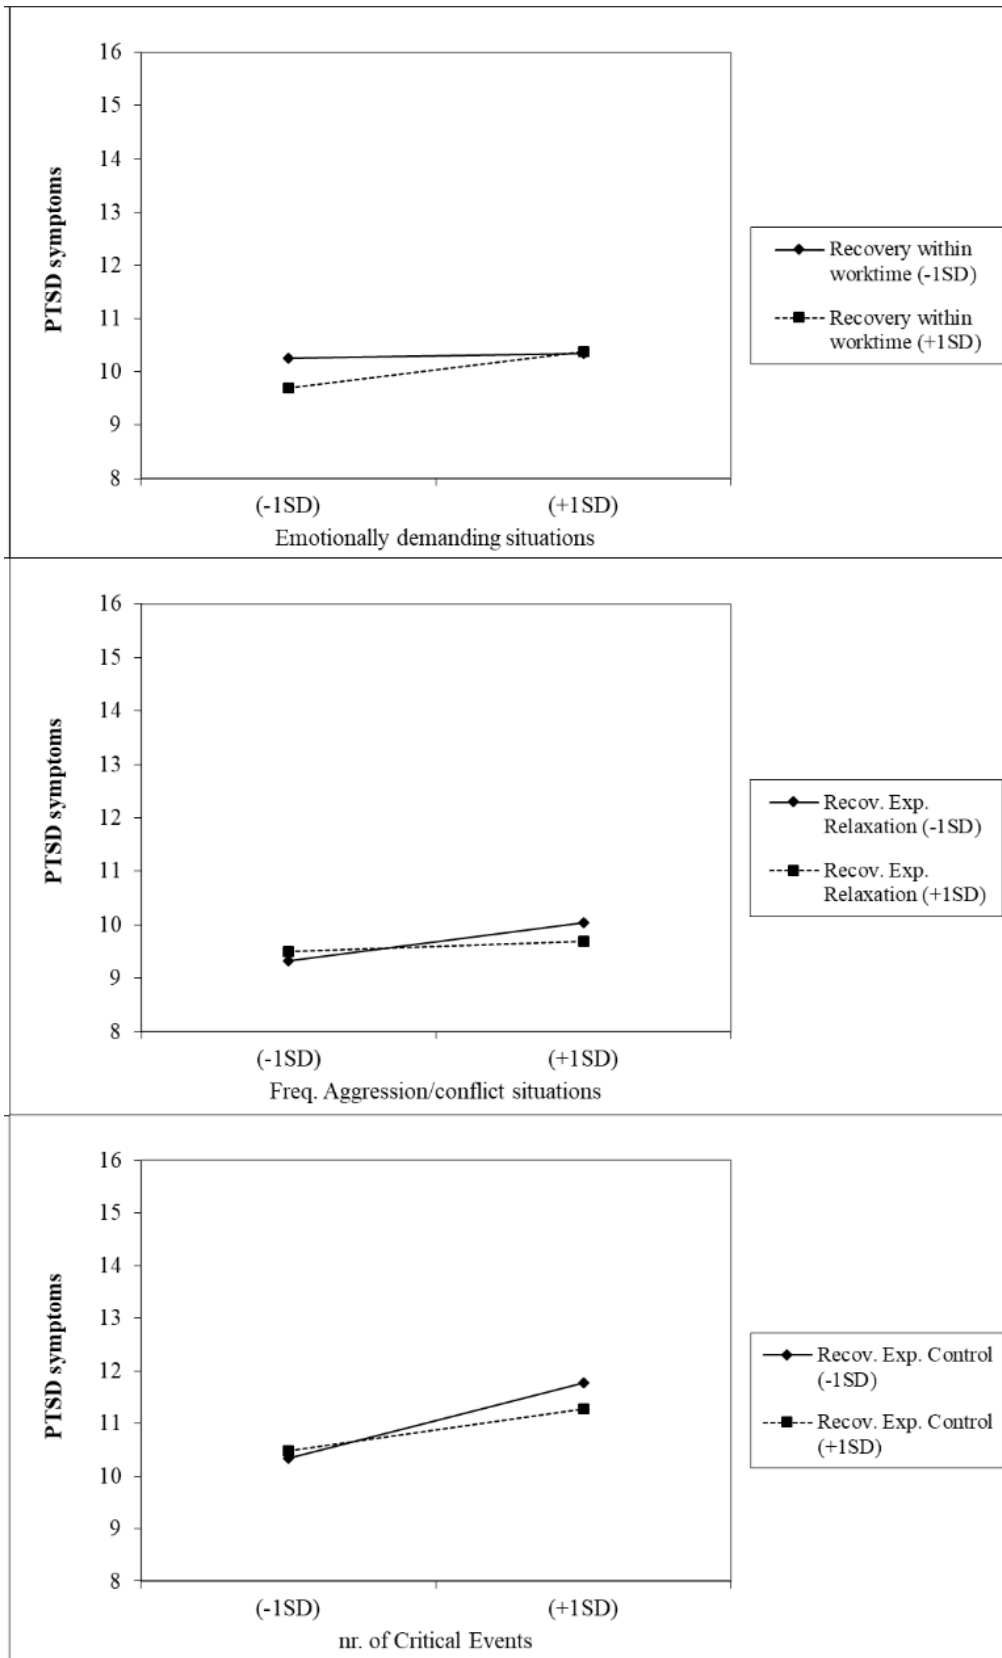 16
15
14
13
12
11
10
9
8
PTSD symptoms
(-1SD)
(+1SD)
Emotionally demanding situations
Recovery within
worktime (-1SD)
Recovery within
worktime (+1SD)
16
15
14
13
12
11
10
9
8
PTSD symptoms
(-1SD)
(+1SD)
Freq. Aggression/conflict situations
Recov. Exp.
Relaxation (-1SD)
Recov. Exp.
Relaxation (+1SD)
16
15
14
13
12
11
10
9
8
PTSD symptoms
(-1SD)
(+1SD)
nr. of Critical Events
Recov. Exp. Control
(-1SD)
Recov. Exp. Control
(+1SD)